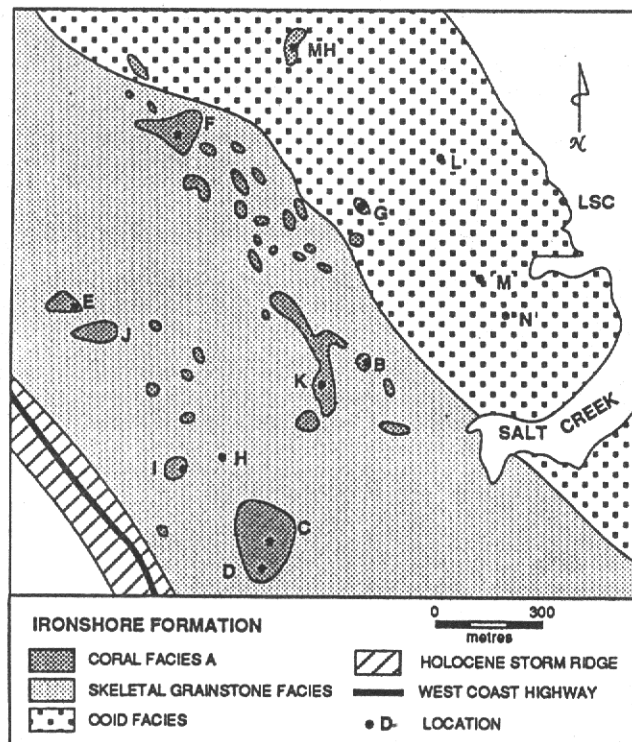 MH
F
L
N
LSC
G
M
N
E
J
B
K
SALT CREEK
H
I
C
D
IRONSHORE FORMATION
0 300
metres
CORAL FACIES A
HOLOCENE STORM RIDGE
SKELETAL GRAINSTONE FACIES
WEST COAST HIGHWAY
OOID FACIES
D- LOCATION